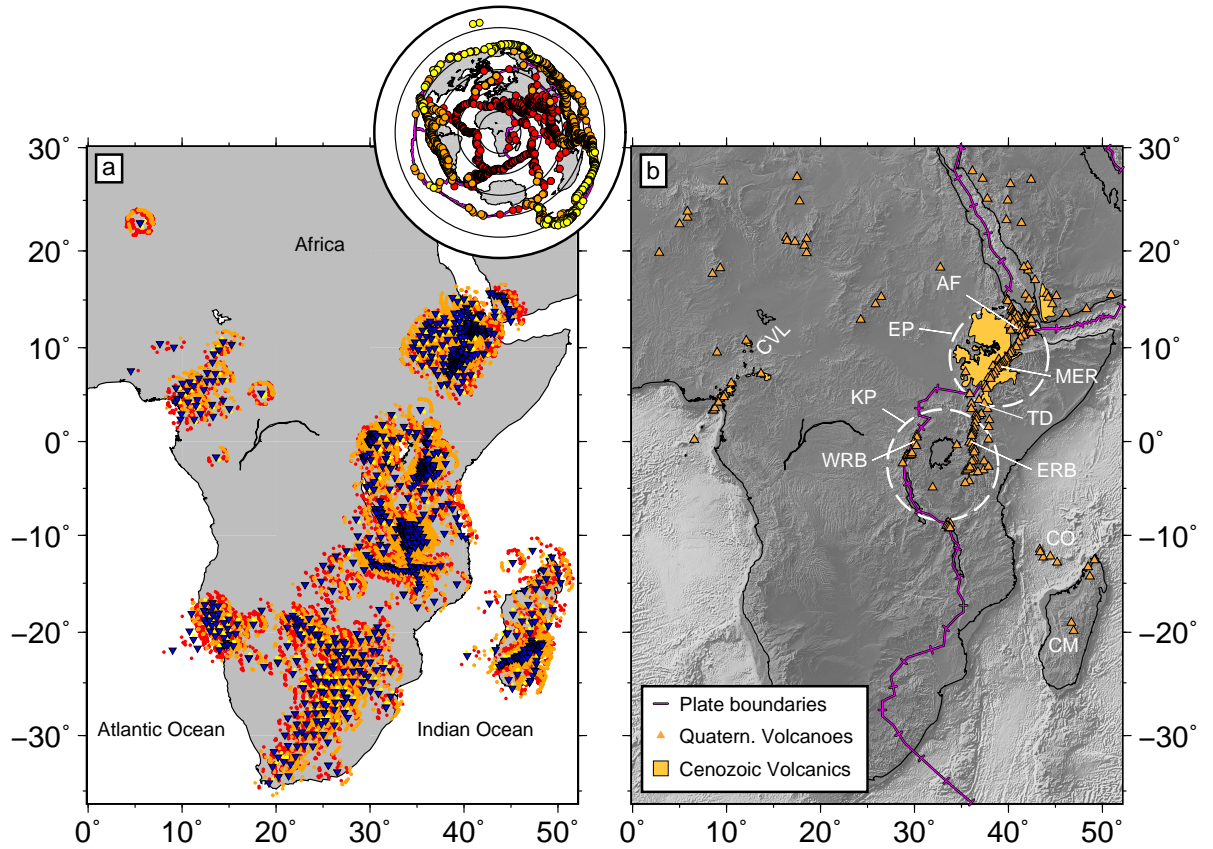 a
Africa
Atlantic Ocean
Indian Ocean
30°
20°
10°
0°
−10°
−20°
−30°
0
10°
20°
30°
40°
50°
b
AF
EP
CVL
MER
KP
TD
WRB
ERB
CO
CM
Plate boundaries
Quatern. Volcanoes
Cenozoic Volcanics
30°
20°
10°
0°
−10°
−20°
−30°
0
10°
20°
30°
40°
50°